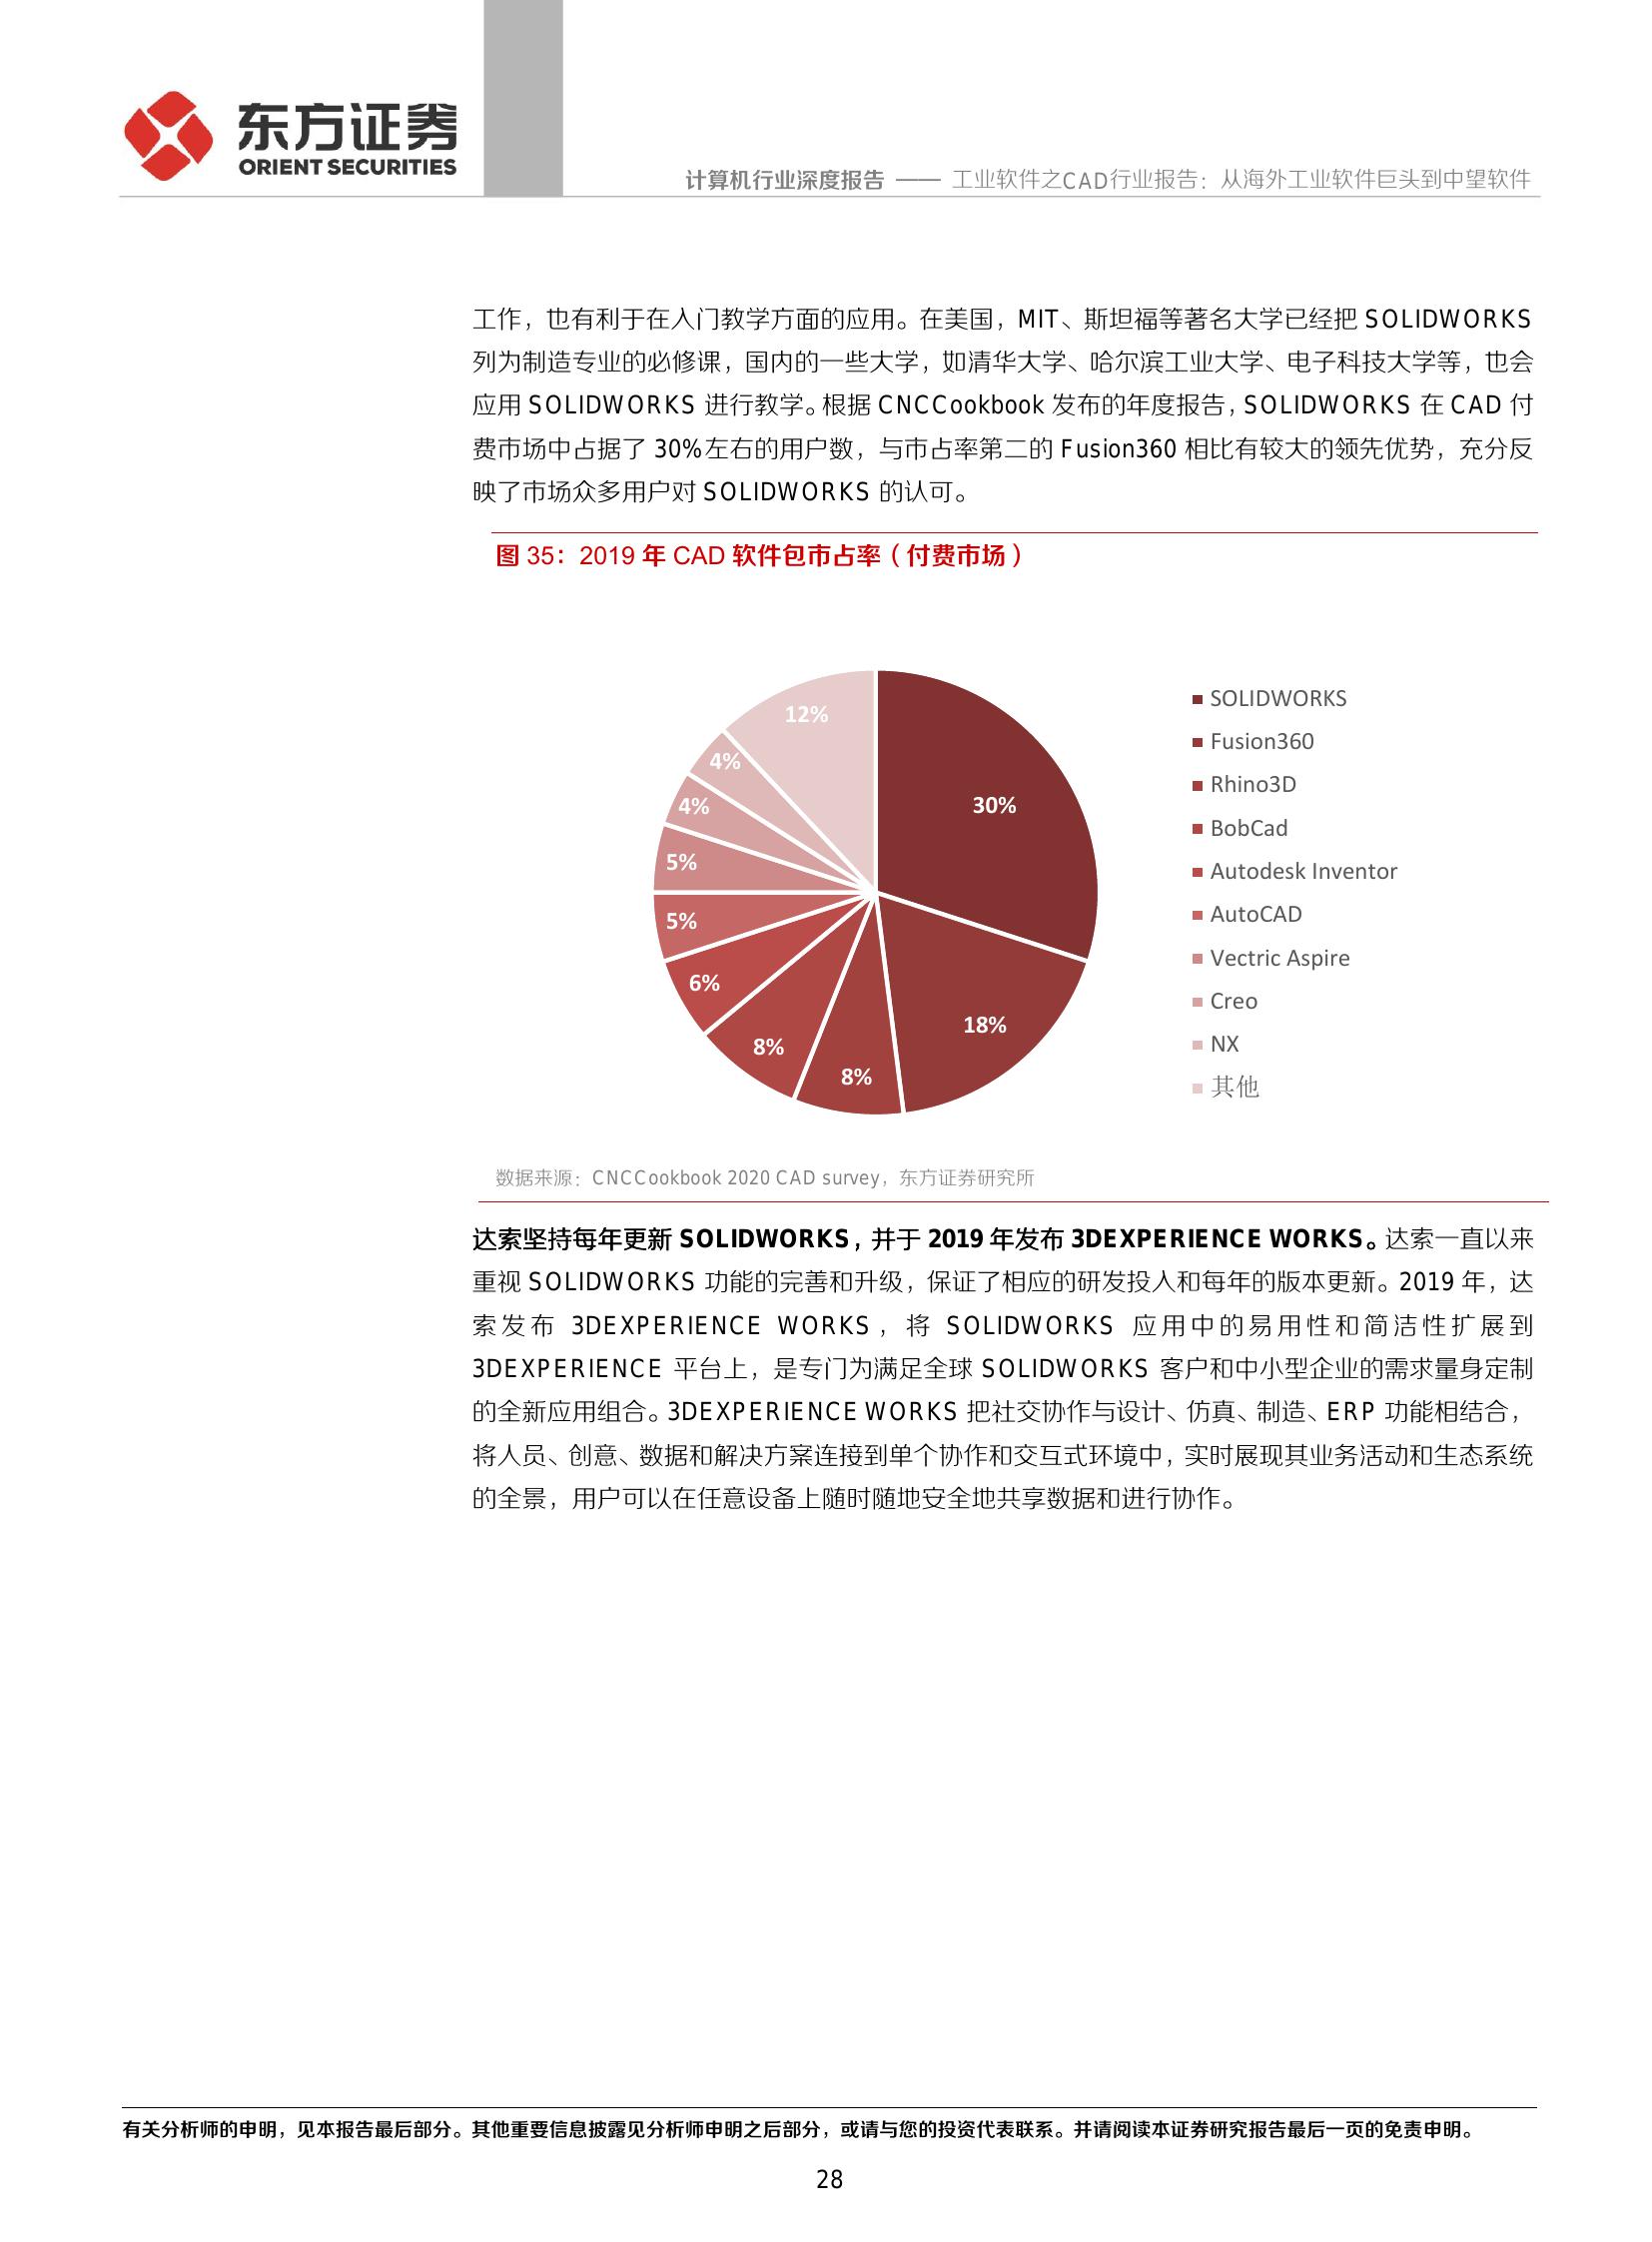 东方证券
ORIENT SECURITIES
计算机行业深度报告 —— 工业软件之CAD行业报告：从海外工业软件巨头到中望软件
工作，也有利于在入门教学方面的应用。在美国，MIT、斯坦福等著名大学已经把 SOLIDWORKS
列为制造专业的必修课，国内的一些大学，如清华大学、哈尔滨工业大学、电子科技大学等，也会
应用 SOLIDWORKS 进行教学。根据 CNCCookbook 发布的年度报告，SOLIDWORKS 在 CAD 付
费市场中占据了 30%左右的用户数，与市占率第二的 Fusion360 相比有较大的领先优势，充分反
映了市场众多用户对 SOLIDWORKS 的认可。
图 35：2019 年 CAD 软件包市占率（付费市场）
30%
18%
8%
8%
6%
5%
5%
4%
4%
12%
SOLIDWORKS
Fusion360
Rhino3D
BobCad
Autodesk Inventor
AutoCAD
Vectric Aspire
Creo
NX
其他
数据来源：CNCCookbook 2020 CAD survey，东方证券研究所
达索坚持每年更新 SOLIDWORKS，并于 2019 年发布 3DEXPERIENCE WORKS。达索一直以来
重视 SOLIDWORKS 功能的完善和升级，保证了相应的研发投入和每年的版本更新。2019 年，达
索发布 3DEXPERIENCE WORKS，将 SOLIDWORKS 应用中的易用性和简洁性扩展到
3DEXPERIENCE 平台上，是专门为满足全球 SOLIDWORKS 客户和中小型企业的需求量身定制
的全新应用组合。3DEXPERIENCE WORKS 把社交协作与设计、仿真、制造、ERP 功能相结合，
将人员、创意、数据和解决方案连接到单个协作和交互式环境中，实时展现其业务活动和生态系统
的全景，用户可以在任意设备上随时随地安全地共享数据和进行协作。
有关分析师的申明，见本报告最后部分。其他重要信息披露见分析师申明之后部分，或请与您的投资代表联系。并请阅读本证券研究报告最后一页的免责申明。
28